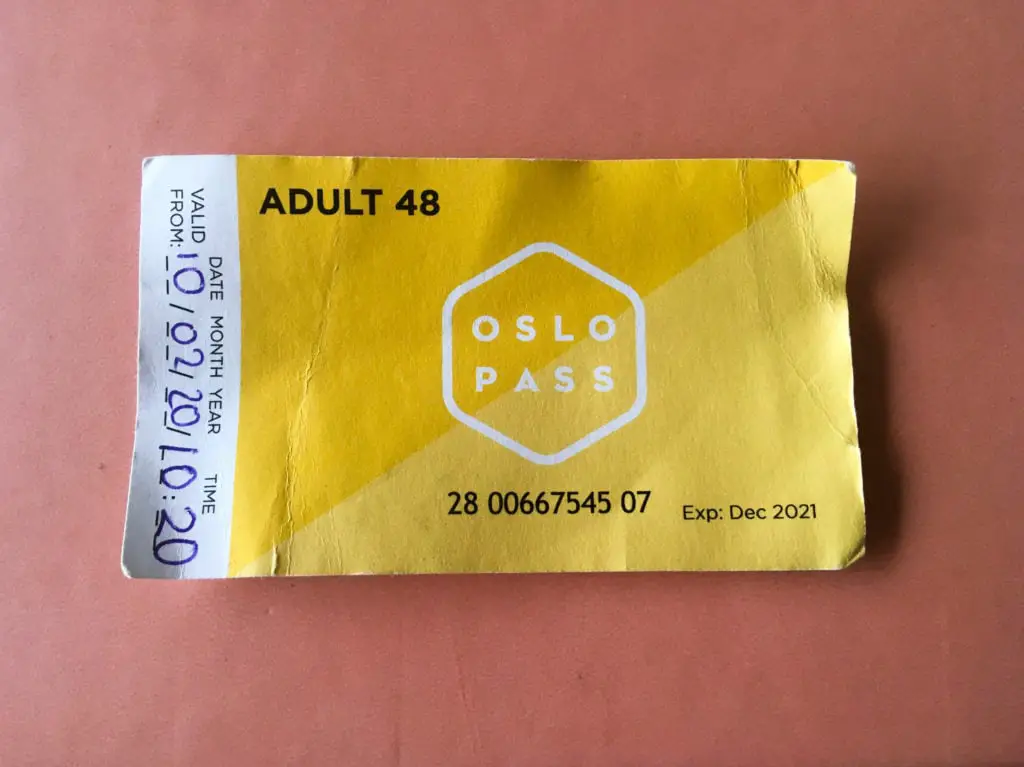 ADULT 48
OSLO
PASS
28 00667545 07
Exp: Dec 2021
VALID
FROM:
DATE MONTH YEAR TIME
10/02/20/10:20